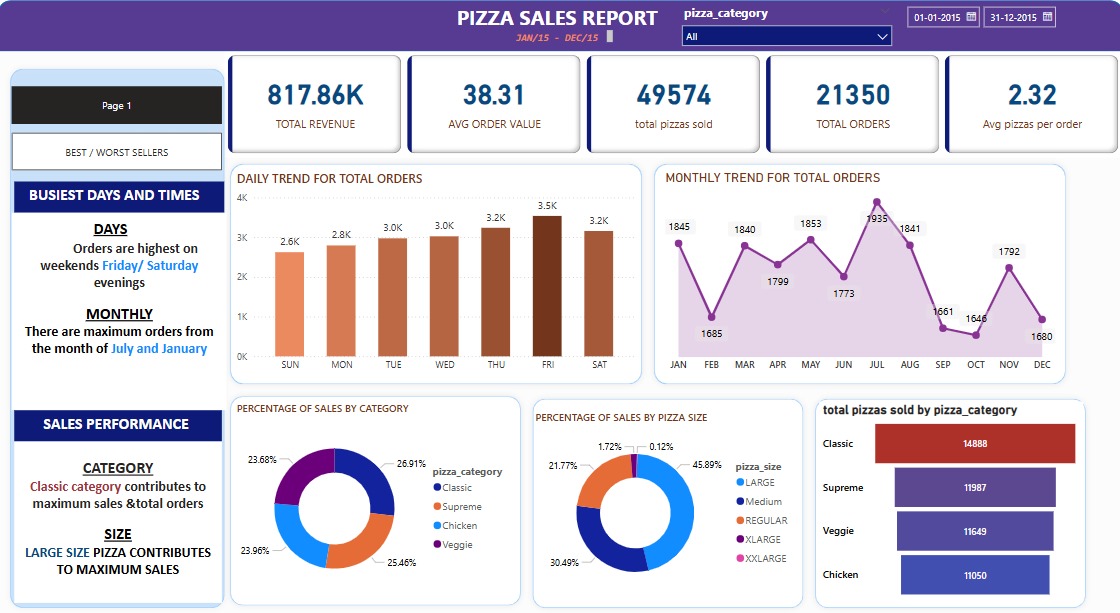 PIZZA SALES REPORT
JAN/15 - DEC/15
pizza_category
All
01-01-2015
31-12-2015
817.86K
TOTAL REVENUE
38.31
AVG ORDER VALUE
49574
total pizzas sold
21350
TOTAL ORDERS
2.32
Avg pizzas per order
Page 1
BEST / WORST SELLERS
BUSIEST DAYS AND TIMES
DAYS
Orders are highest on
weekends Friday/ Saturday
evenings
MONTHLY
There are maximum orders from
the month of July and January
SALES PERFORMANCE
CATEGORY
Classic category contributes to
maximum sales &total orders
SIZE
LARGE SIZE PIZZA CONTRIBUTES
TO MAXIMUM SALES
DAILY TREND FOR TOTAL ORDERS
4K
3K
2K
1K
0K
2.6K
2.8K
3.0K
3.0K
3.2K
3.5K
3.2K
SUN MON TUE WED THU FRI SAT
MONTHLY TREND FOR TOTAL ORDERS
1845
1685
1840
1799
1853
1773
1935
1841
1661
1646
1792
1680
JAN FEB MAR APR MAY JUN JUL AUG SEP OCT NOV DEC
PERCENTAGE OF SALES BY CATEGORY
23.68%
26.91%
23.96%
25.46%
pizza_category
Classic
Supreme
Chicken
Veggie
PERCENTAGE OF SALES BY PIZZA SIZE
1.72%
0.12%
21.77%
45.89%
30.49%
pizza_size
LARGE
Medium
REGULAR
XLARGE
XXLARGE
total pizzas sold by pizza_category
Classic 14888
Supreme 11987
Veggie 11649
Chicken 11050